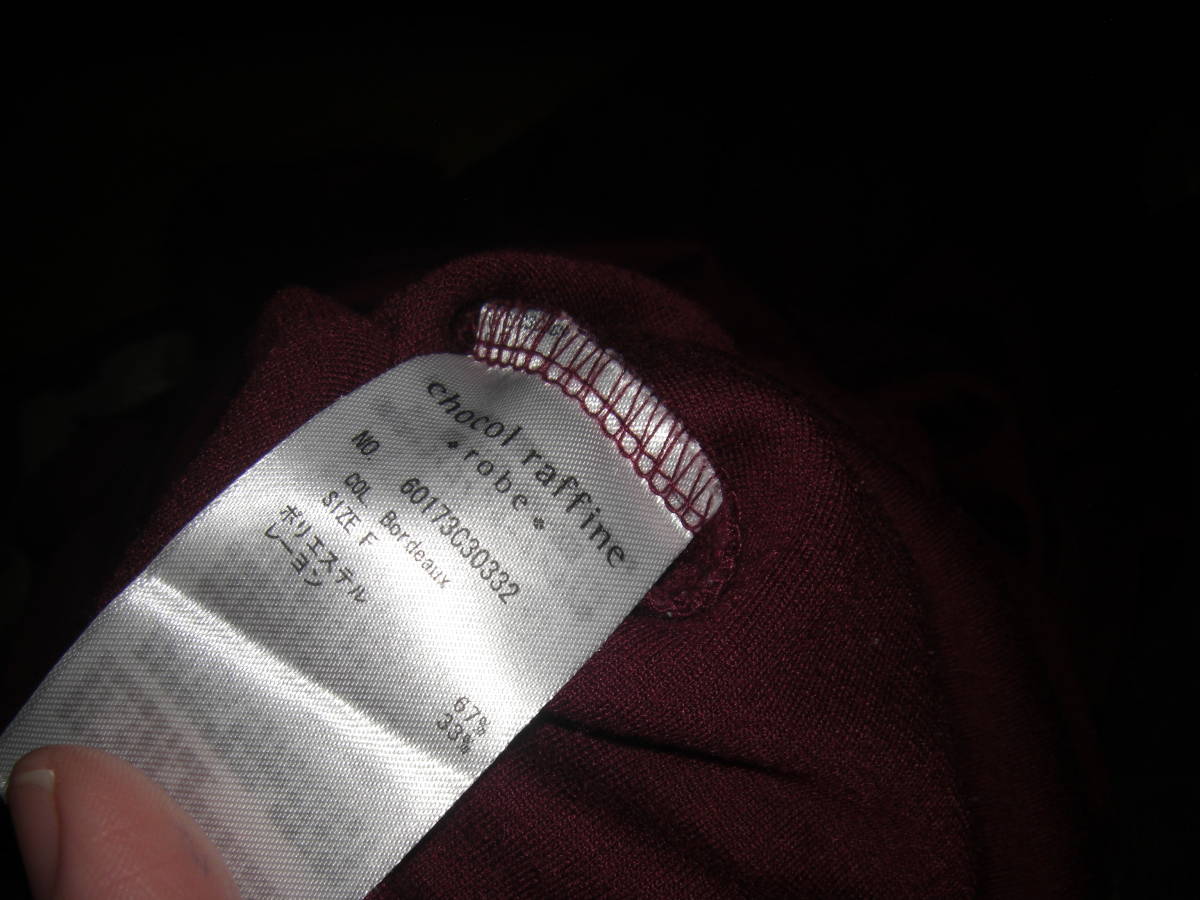 chocol raffine
*robe*
NO 60173C30332
COL Bordeaux
SIZE F
ポリエステル 67%
レーヨン 33%